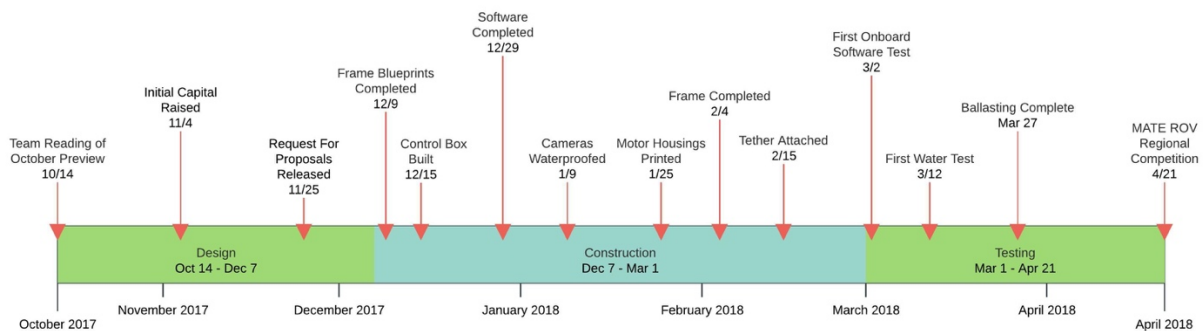 Team Reading of
October Preview
10/14
Initial Capital
Raised
11/4
Request For
Proposals
Released
11/25
Frame Blueprints
Completed
12/9
Control Box
Built
12/15
Software
Completed
12/29
Cameras
Waterproofed
1/9
Motor Housings
Printed
1/25
Frame Completed
2/4
Tether Attached
2/15
First Onboard
Software Test
3/2
First Water Test
3/12
Ballasting Complete
Mar 27
MATE ROV
Regional
Competition
4/21
Design
Oct 14 - Dec 7
Construction
Dec 7 - Mar 1
Testing
Mar 1 - Apr 21
October 2017
November 2017
December 2017
January 2018
February 2018
March 2018
April 2018
April 2018